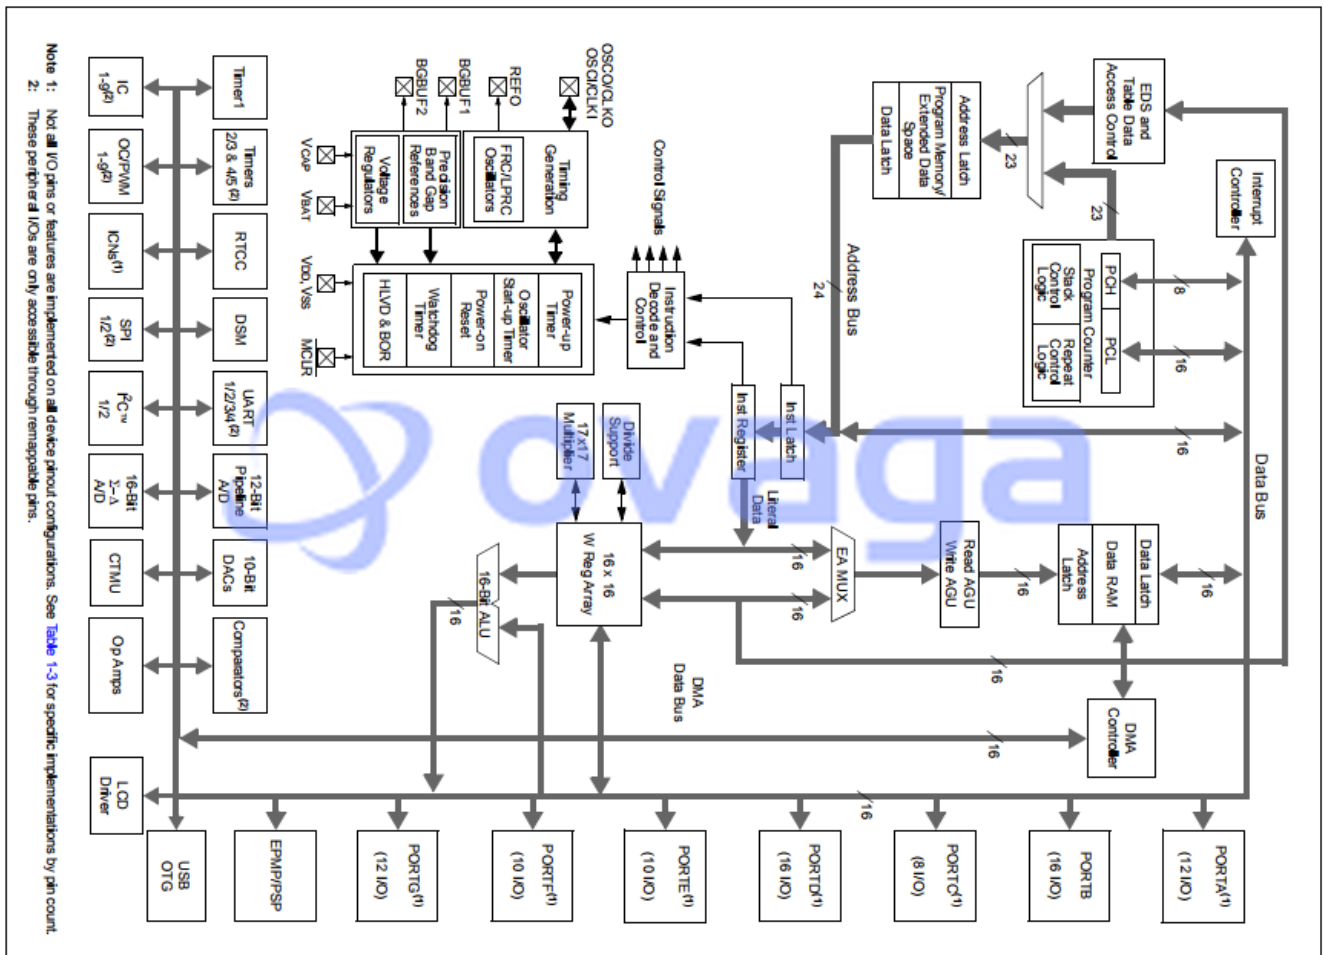 Data Bus
Interrupt
Controller
8
16
16
16
16
16
EDS and
Table Data
Access Control
23
PCH
PCL
Program Counter
Stack
Control
Logic
Repeat
Control
Logic
23
Data Latch
Data RAM
Address
Latch
16
DMA
Controller
16
PORTA(1)
(12 I/O)
PORTB
(16 I/O)
PORTC(1)
(8 I/O)
PORTD(1)
(16 I/O)
PORTE(1)
(10 I/O)
PORTF(1)
(10 I/O)
PORTG(1)
(12 I/O)
EPMP/PSP
USB
OTG
LCD
Driver
Address Latch
Program Memory/
Extended Data
Space
Data Latch
Address Bus
24
Read AGU
Write AGU
EA MUX
16
16
Inst Latch
Inst Register
Literal
Data
DMA
Data Bus
Control Signals
Instruction
Decode and
Control
Divide
Support
17x17
Multiplier
16 x 16
W Reg Array
16-Bit ALU
16
OSCO/CLKO
OSCI/CLKI
REFO
BGBUF1
BGBUF2
Timing
Generation
FRC/LPRC
Oscillators
Precision
Band Gap
References
Voltage
Regulators
Power-up
Timer
Oscillator
Start-up Timer
Power-on
Reset
Watchdog
Timer
HLVD & BOR
VCAP
VBAT
VDD, VSS
MCLR
Timer1
Timers
2/3 & 4/5(2)
RTCC
DSM
UART
1/2/3/4(2)
12-Bit
Pipeline
A/D
10-Bit
DACs
Comparators(2)
IC
1-9(2)
OC/PWM
1-9(2)
ICNs(1)
SPI
1/2(2)
I²C™
1/2
16-Bit
Σ–Δ
A/D
CTMU
Op Amps
Note 1: Not all I/O pins or features are implemented on all device pinout configurations. See Table 1-3 for specific implementations by pin count.
2: These peripheral I/Os are only accessible through remappable pins.
ovaga